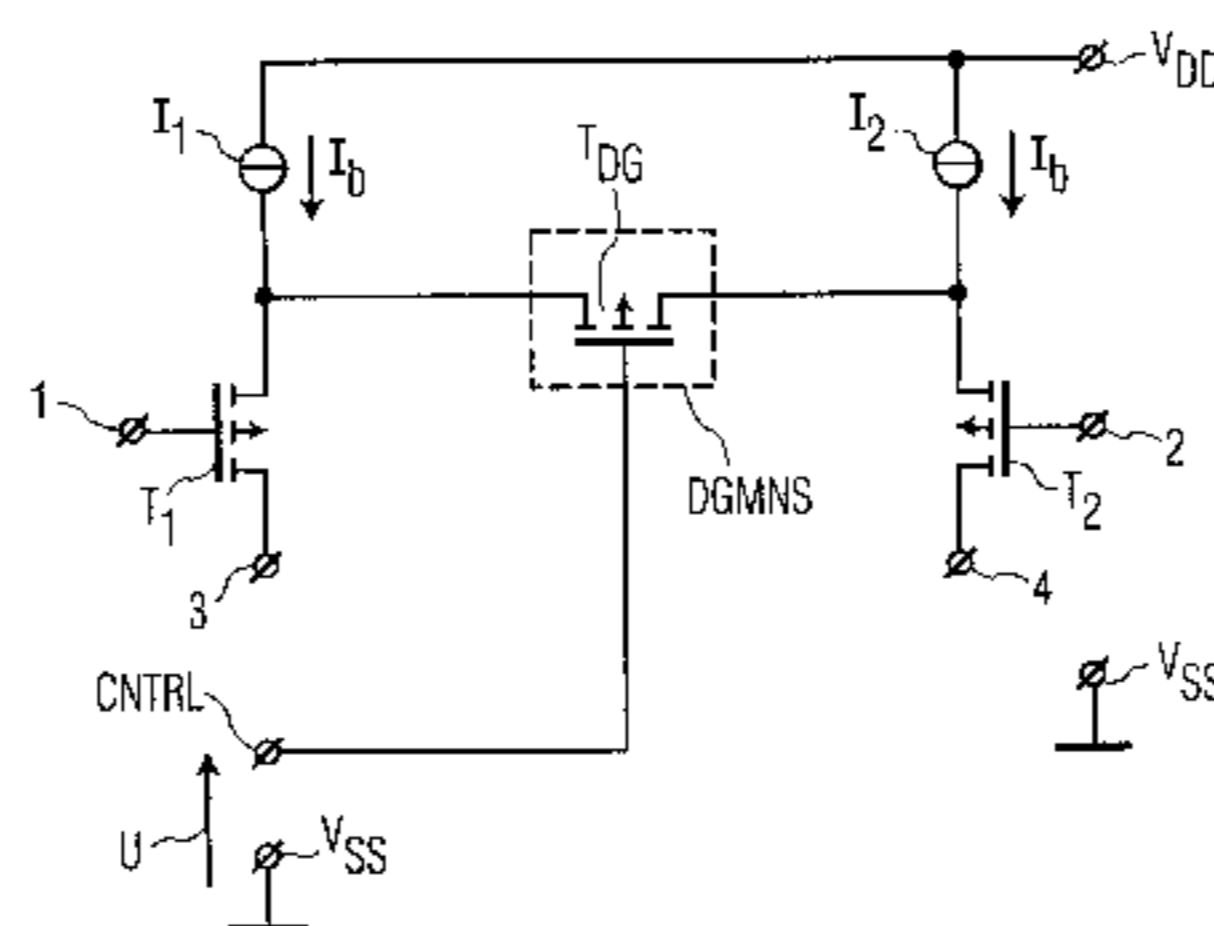 V_DD
I_1
I_b
T_DG
I_2
I_b
1
T_1
DGMNS
2
T_2
3
4
CNTRL
V_SS
U
V_SS